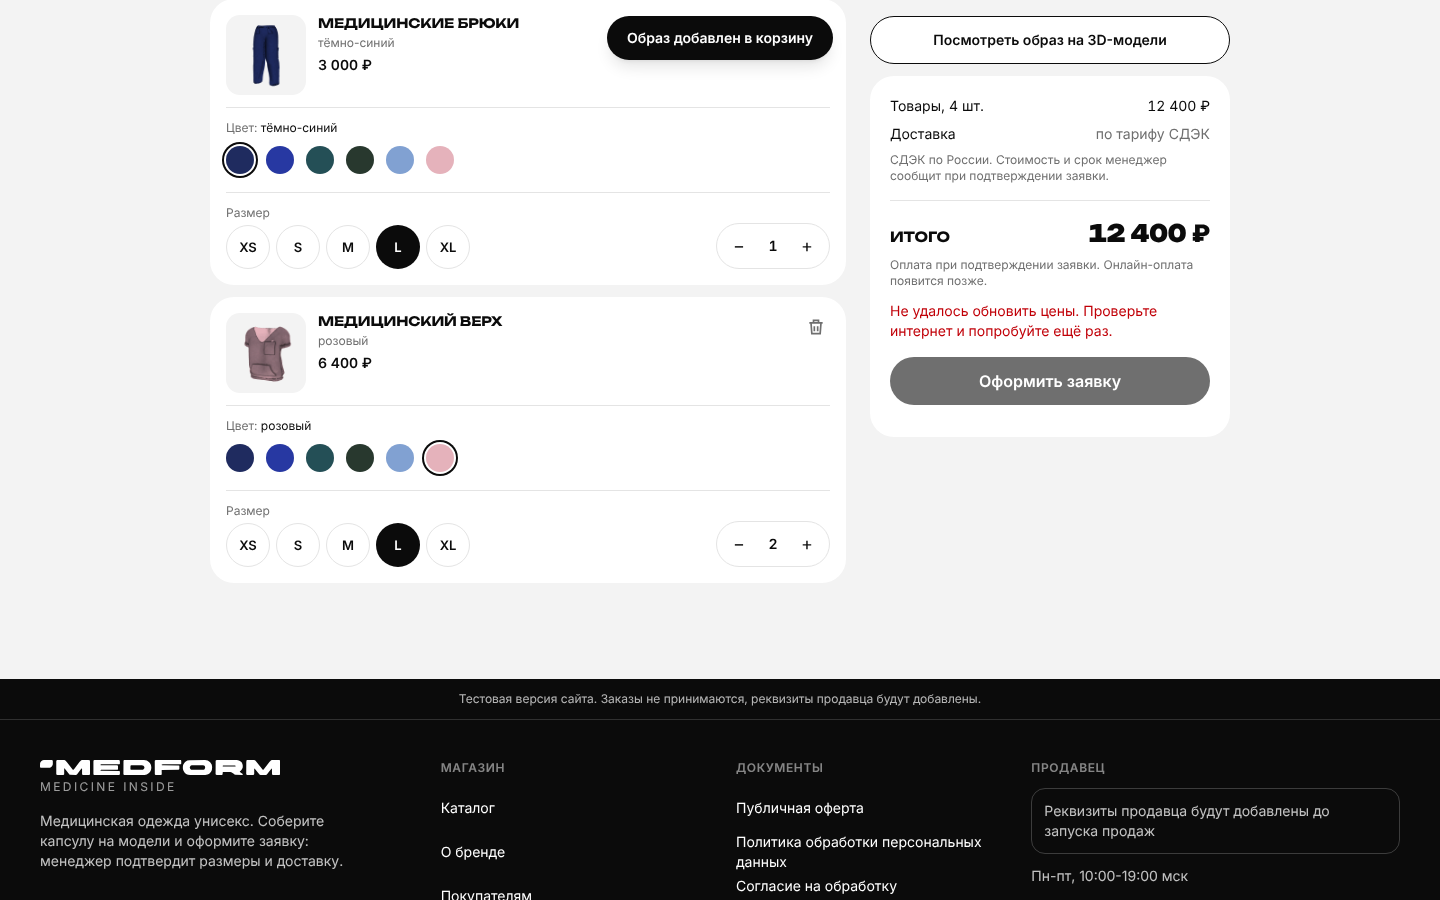 МЕДИЦИНСКИЕ БРЮКИ
тёмно-синий
3 000 ₽
Образ добавлен в корзину
Цвет: тёмно-синий
Размер
XS S M L XL
− 1 +
МЕДИЦИНСКИЙ ВЕРХ
розовый
6 400 ₽
Цвет: розовый
Размер
XS S M L XL
− 2 +
Посмотреть образ на 3D-модели
Товары, 4 шт. 12 400 ₽
Доставка по тарифу СДЭК
СДЭК по России. Стоимость и срок менеджер
сообщит при подтверждении заявки.
ИТОГО 12 400 ₽
Оплата при подтверждении заявки. Онлайн-оплата
появится позже.
Не удалось обновить цены. Проверьте
интернет и попробуйте ещё раз.
Оформить заявку
Тестовая версия сайта. Заказы не принимаются, реквизиты продавца будут добавлены.
MEDFORM
MEDICINE INSIDE
Медицинская одежда унисекс. Соберите
капсулу на модели и оформите заявку:
менеджер подтвердит размеры и доставку.
МАГАЗИН
Каталог
О бренде
Покупателям
ДОКУМЕНТЫ
Публичная оферта
Политика обработки персональных
данных
Согласие на обработку
ПРОДАВЕЦ
Реквизиты продавца будут добавлены до
запуска продаж
Пн-пт, 10:00-19:00 мск